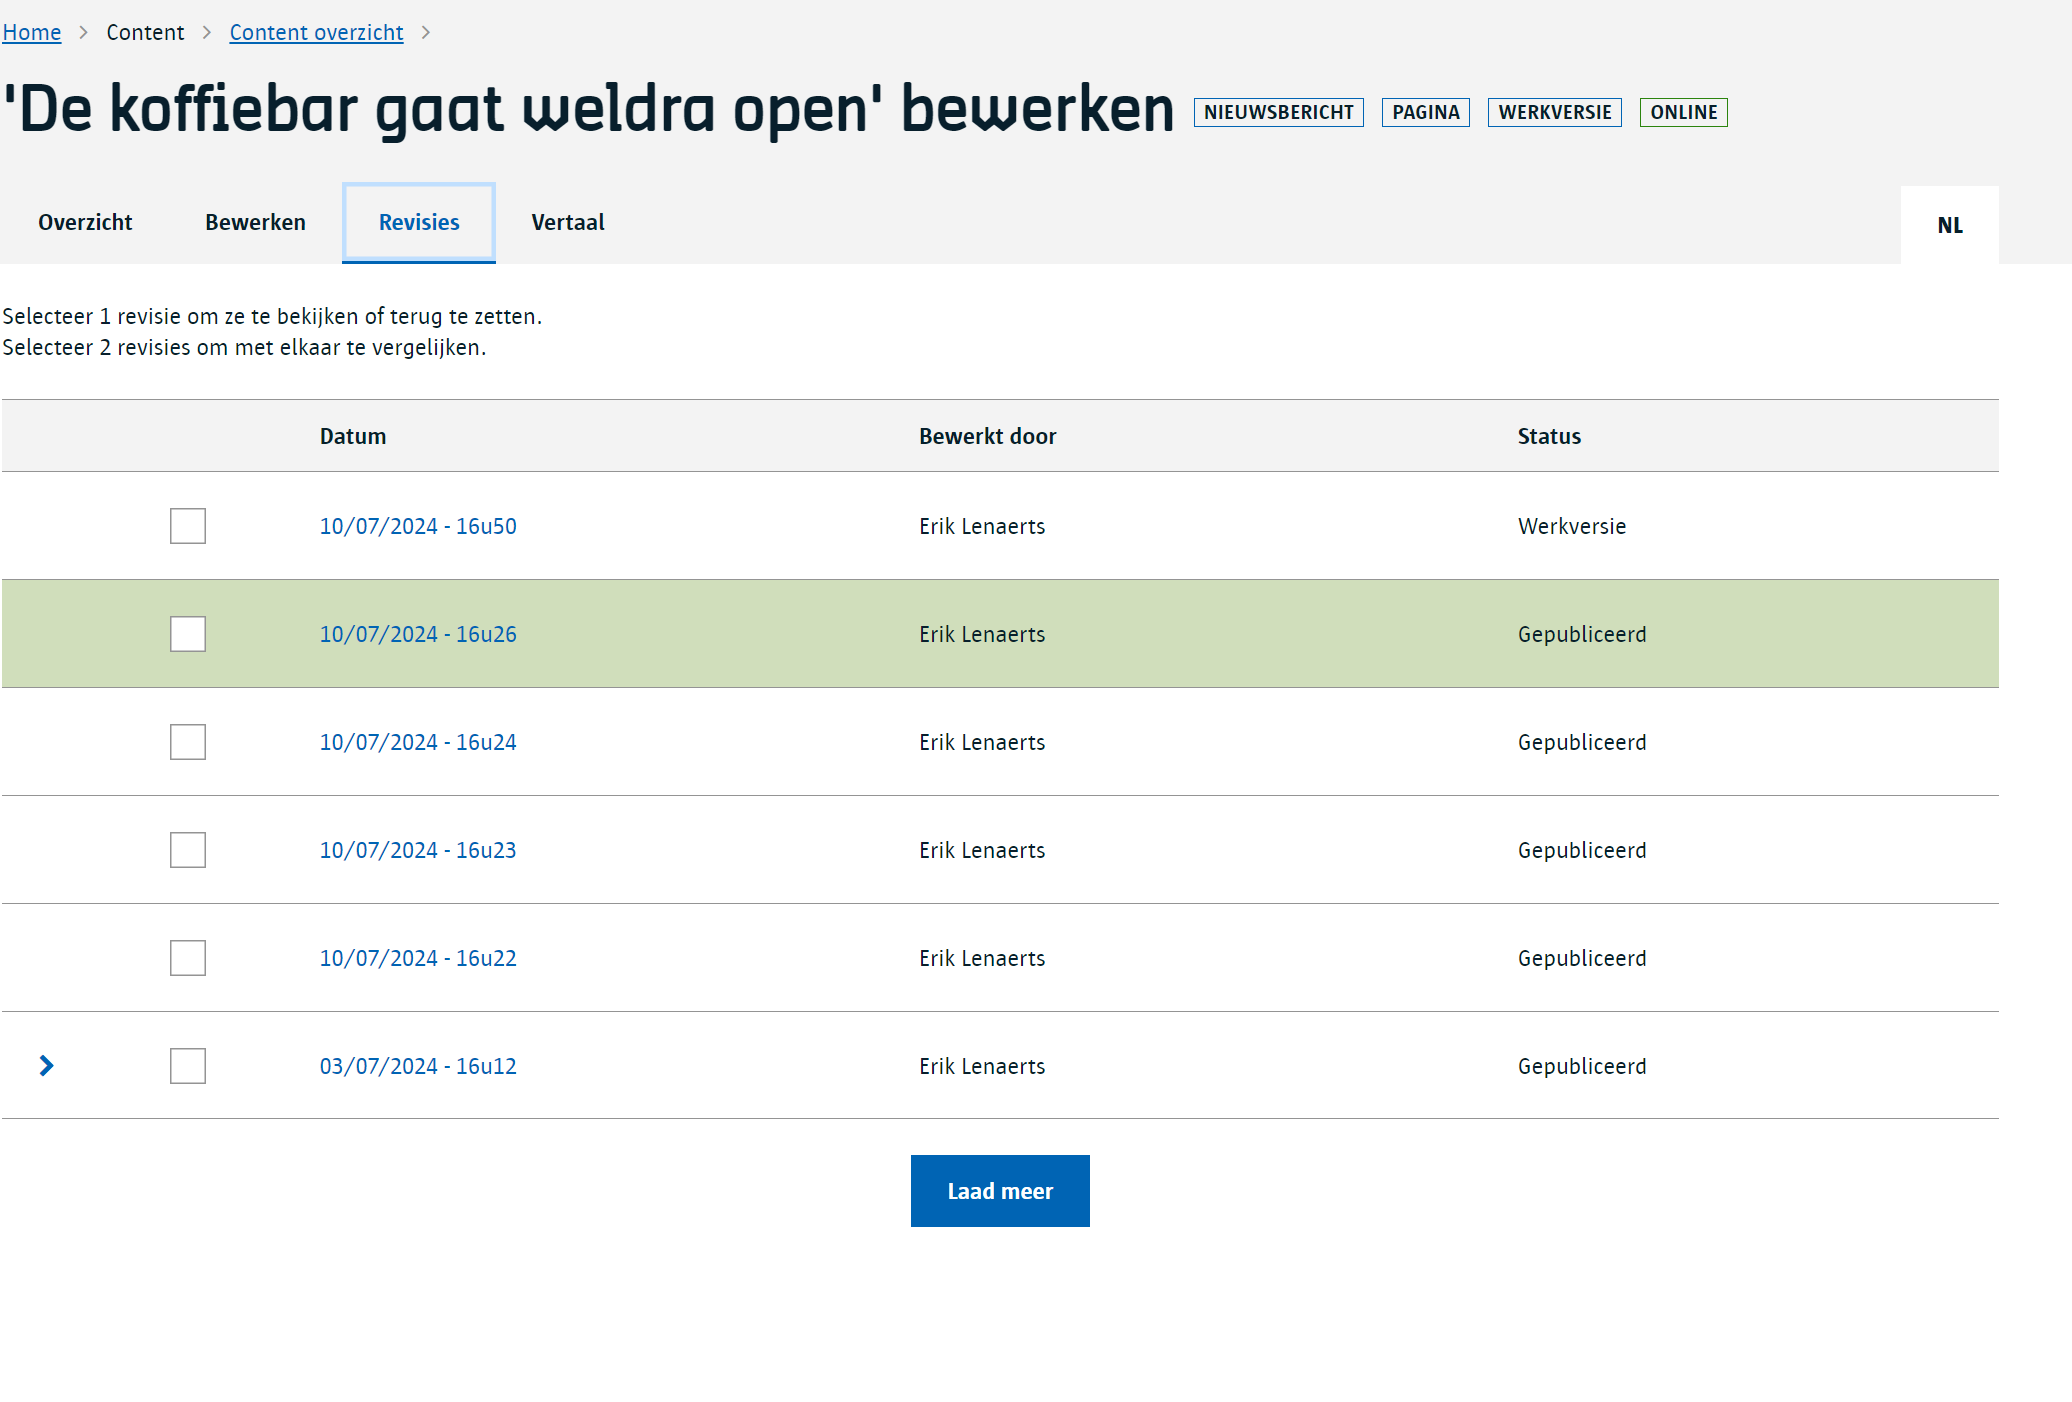 Home > Content > Content overzicht >
'De koffiebar gaat weldra open' bewerken NIEUWSBERICHT PAGINA WERKVERSIE ONLINE
Overzicht Bewerken Revisies Vertaal NL
Selecteer 1 revisie om ze te bekijken of terug te zetten.
Selecteer 2 revisies om met elkaar te vergelijken.
Datum Bewerkt door Status
10/07/2024 - 16u50 Erik Lenaerts Werkversie
10/07/2024 - 16u26 Erik Lenaerts Gepubliceerd
10/07/2024 - 16u24 Erik Lenaerts Gepubliceerd
10/07/2024 - 16u23 Erik Lenaerts Gepubliceerd
10/07/2024 - 16u22 Erik Lenaerts Gepubliceerd
03/07/2024 - 16u12 Erik Lenaerts Gepubliceerd
Laad meer